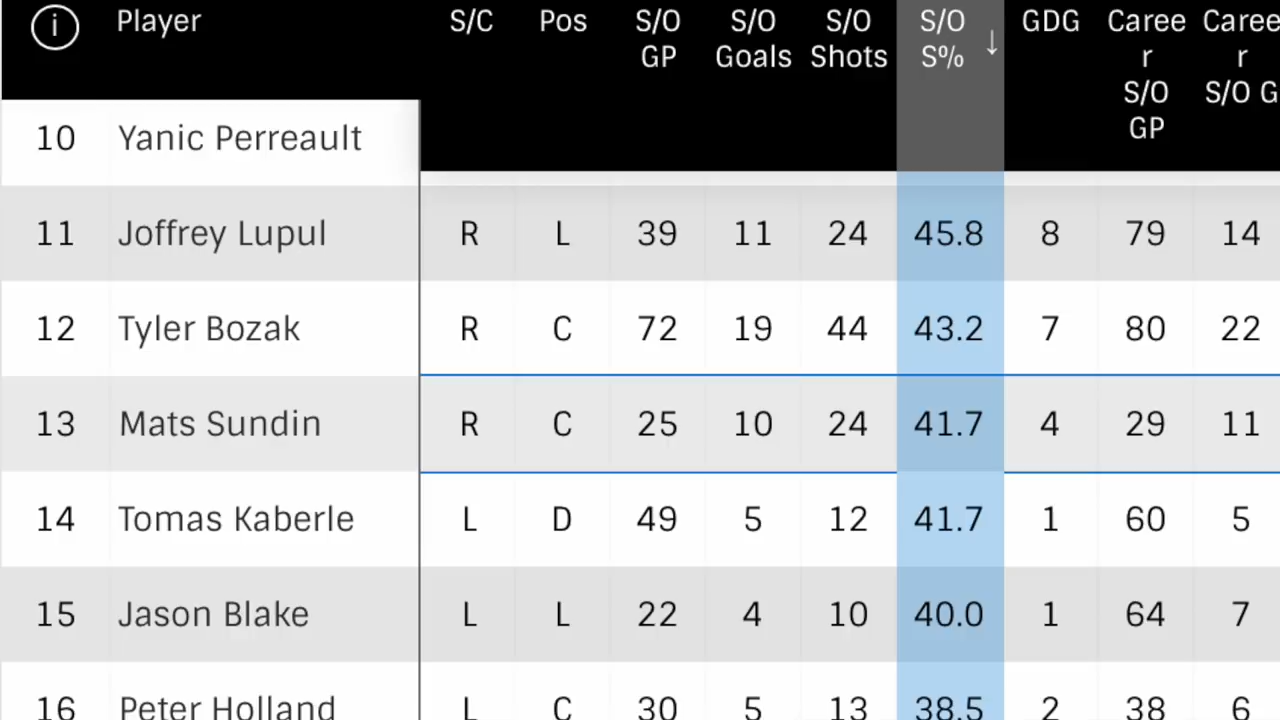 i Player S/C Pos S/O GP S/O Goals S/O Shots S/O S% ↓ GDG Caree r S/O GP Caree r S/O G
10 Yanic Perreault
11 Joffrey Lupul R L 39 11 24 45.8 8 79 14
12 Tyler Bozak R C 72 19 44 43.2 7 80 22
13 Mats Sundin R C 25 10 24 41.7 4 29 11
14 Tomas Kaberle L D 49 5 12 41.7 1 60 5
15 Jason Blake L L 22 4 10 40.0 1 64 7
16 Peter Holland L C 30 5 13 38.5 2 38 6